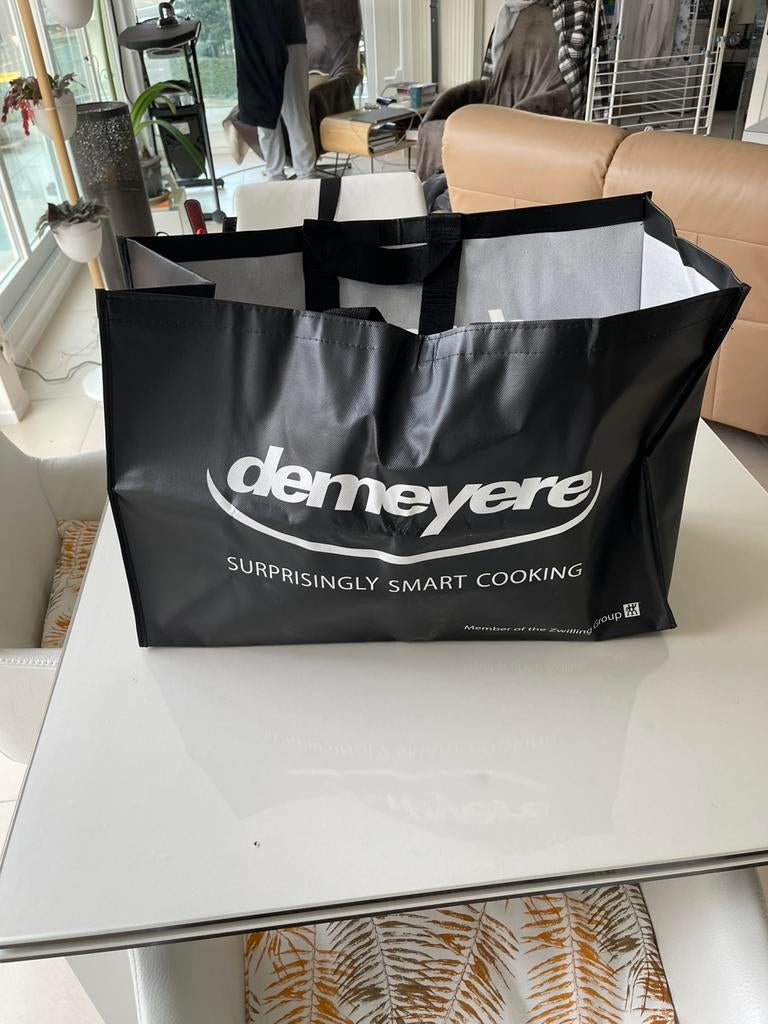 demeyere
SURPRISINGLY SMART COOKING
Member of the Zwilling Group